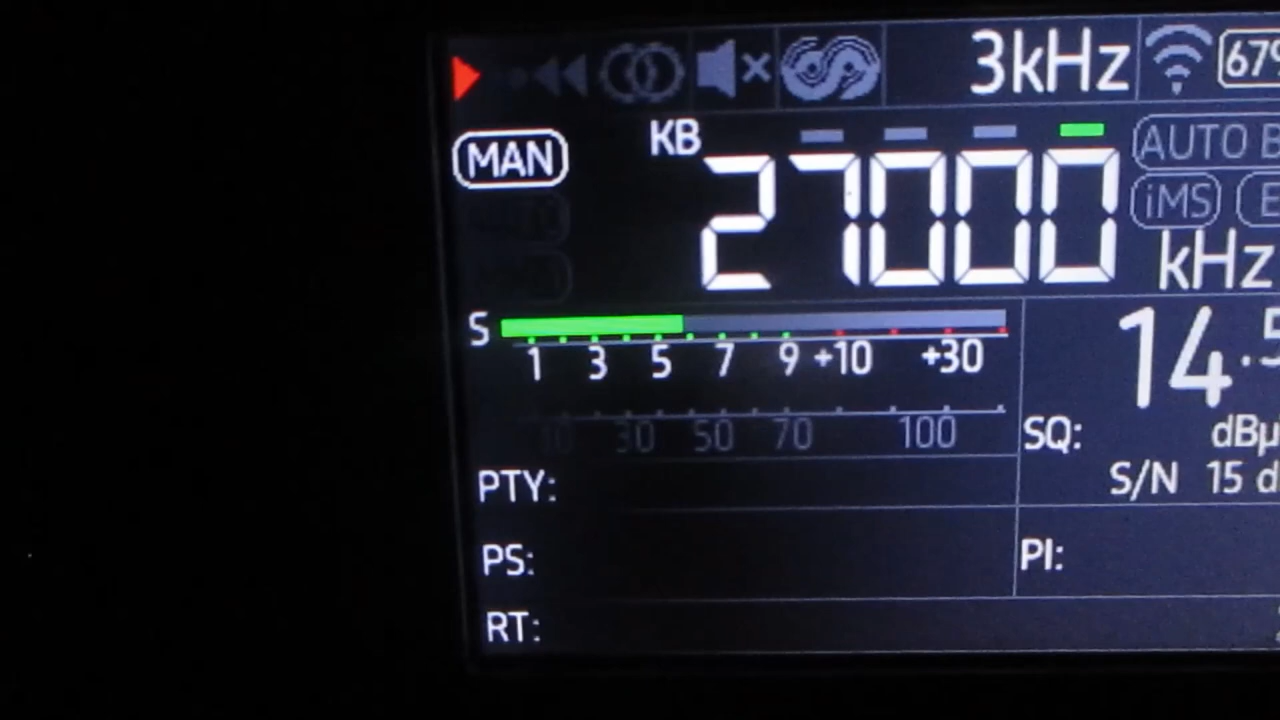 3kHz 67%
MAN KB AUTO B
27000 iMS E
kHz
S
1 3 5 7 9 +10 +30
14.5
10 30 50 70 100
SQ: dBµ
S/N 15 d
PTY:
PS: PI:
RT: